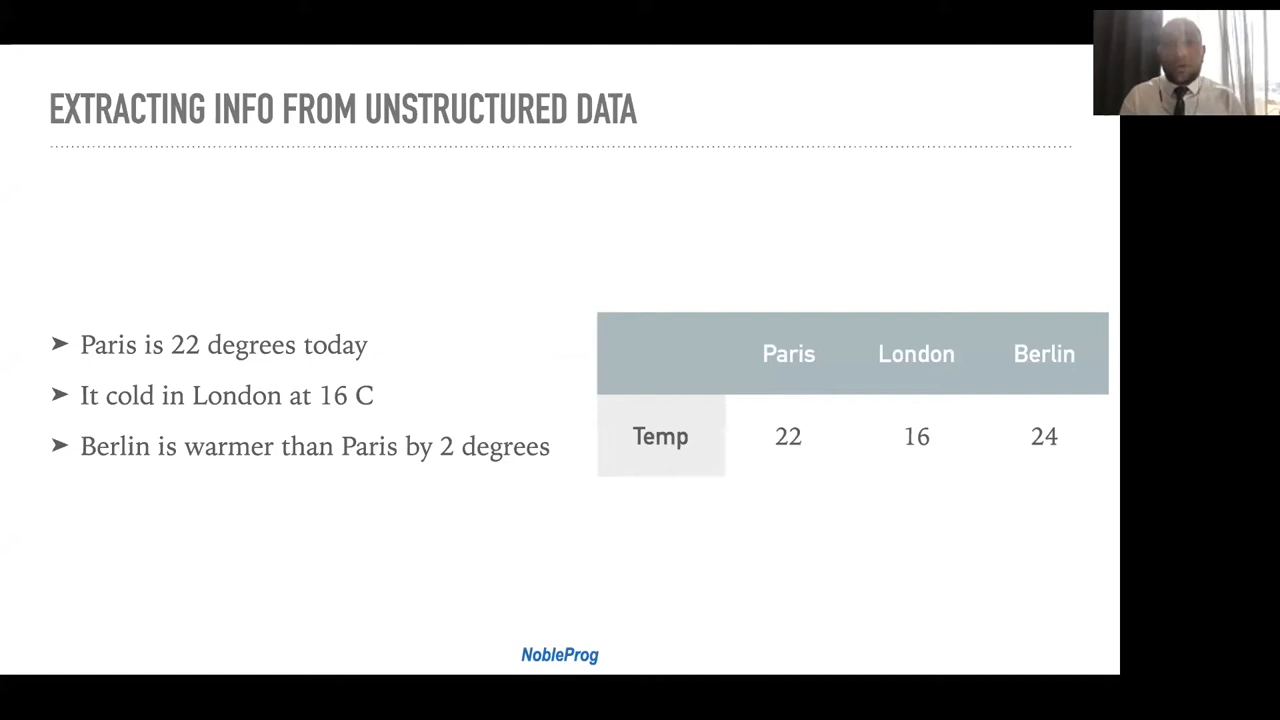 EXTRACTING INFO FROM UNSTRUCTURED DATA
➤ Paris is 22 degrees today
➤ It cold in London at 16 C
➤ Berlin is warmer than Paris by 2 degrees
Paris London Berlin
Temp 22 16 24
NobleProg